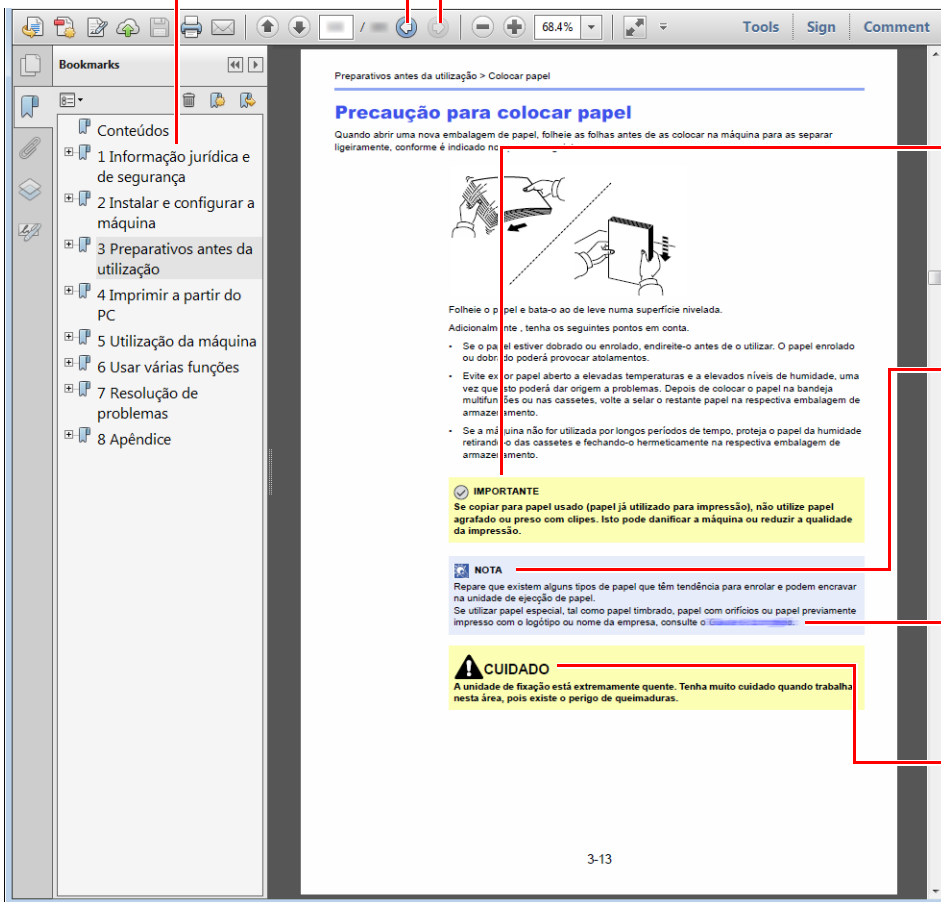 / 68.4% Tools Sign Comment
Bookmarks
Conteúdos
1 Informação jurídica e
de segurança
2 Instalar e configurar a
máquina
3 Preparativos antes da
utilização
4 Imprimir a partir do
PC
5 Utilização da máquina
6 Usar várias funções
7 Resolução de
problemas
8 Apêndice
Preparativos antes da utilização > Colocar papel
Precaução para colocar papel
Quando abrir uma nova embalagem de papel, folheie as folhas antes de as colocar na máquina para as separar
ligeiramente, conforme é indicado
Folheie o papel e bata-o ao de leve numa superfície nivelada.
Adicionalmente , tenha os seguintes pontos em conta.
• Se o papel estiver dobrado ou enrolado, endireite-o antes de o utilizar. O papel enrolado
ou dobrado poderá provocar atolamentos.
• Evite expor papel aberto a elevadas temperaturas e a elevados níveis de humidade, uma
vez que isto poderá dar origem a problemas. Depois de colocar o papel na bandeja
multifunções ou nas cassetes, volte a selar o restante papel na respectiva embalagem de
armazenamento.
• Se a máquina não for utilizada por longos períodos de tempo, proteja o papel da humidade
retirando-o das cassetes e fechando-o hermeticamente na respectiva embalagem de
armazenamento.
IMPORTANTE
Se copiar para papel usado (papel já utilizado para impressão), não utilize papel
agrafado ou preso com clipes. Isto pode danificar a máquina ou reduzir a qualidade
da impressão.
NOTA
Repare que existem alguns tipos de papel que têm tendência para enrolar e podem encravar
na unidade de ejecção de papel.
Se utilizar papel especial, tal como papel timbrado, papel com orifícios ou papel previamente
impresso com o logótipo ou nome da empresa, consulte o
CUIDADO
A unidade de fixação está extremamente quente. Tenha muito cuidado quando trabalha
nesta área, pois existe o perigo de queimaduras.
3-13